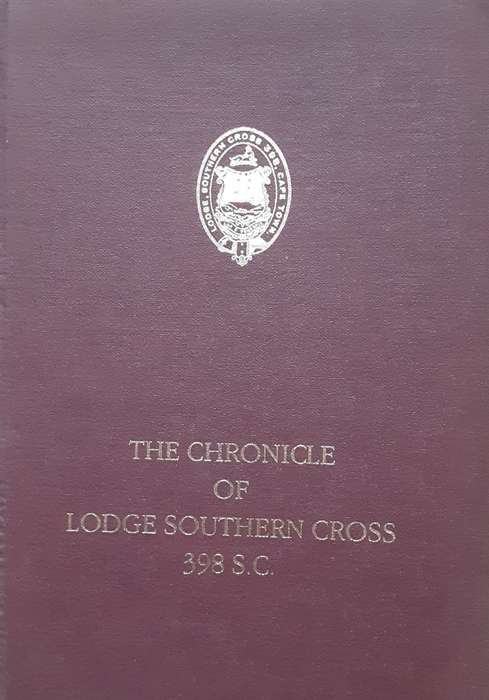 LODGE, SOUTHERN CROSS 398, CAPE TOWN.
THE CHRONICLE
OF
LODGE SOUTHERN CROSS
398 S.C.